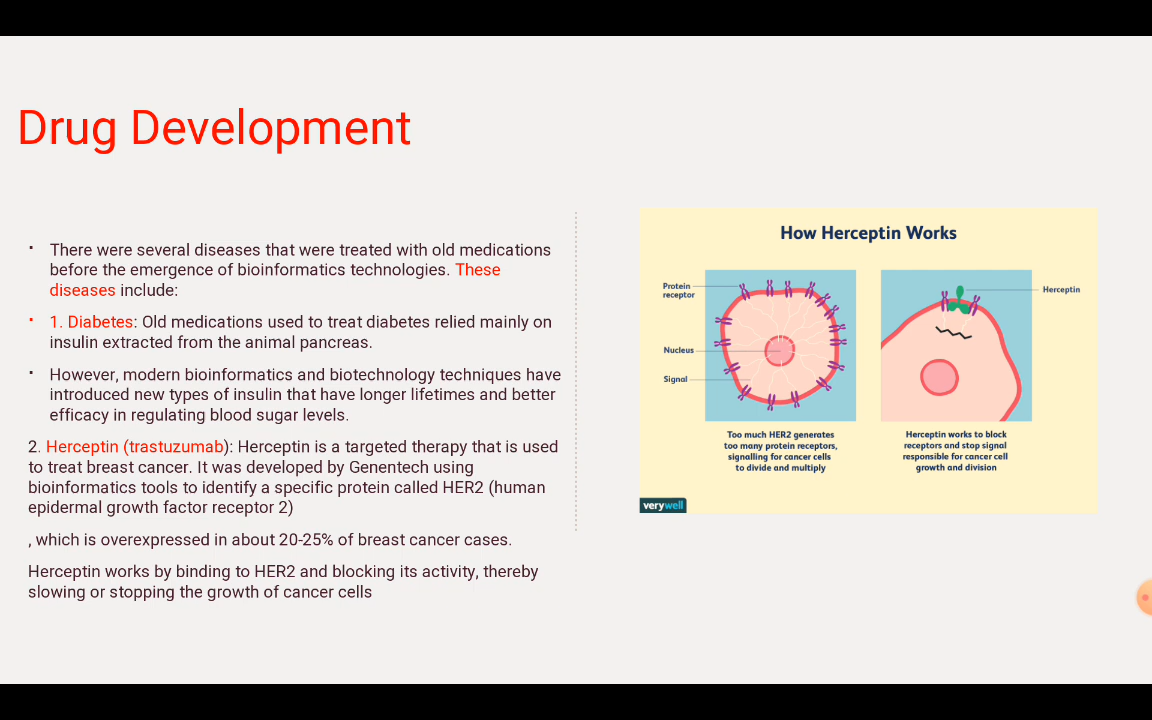 Drug Development
▪ There were several diseases that were treated with old medications
before the emergence of bioinformatics technologies. These
diseases include:
▪ 1. Diabetes: Old medications used to treat diabetes relied mainly on
insulin extracted from the animal pancreas.
▪ However, modern bioinformatics and biotechnology techniques have
introduced new types of insulin that have longer lifetimes and better
efficacy in regulating blood sugar levels.
2. Herceptin (trastuzumab): Herceptin is a targeted therapy that is used
to treat breast cancer. It was developed by Genentech using
bioinformatics tools to identify a specific protein called HER2 (human
epidermal growth factor receptor 2)
, which is overexpressed in about 20-25% of breast cancer cases.
Herceptin works by binding to HER2 and blocking its activity, thereby
slowing or stopping the growth of cancer cells
How Herceptin Works
Protein
receptor
Nucleus
Signal
Herceptin
Too much HER2 generates
too many protein receptors,
signalling for cancer cells
to divide and multiply
Herceptin works to block
receptors and stop signal
responsible for cancer cell
growth and division
verywell